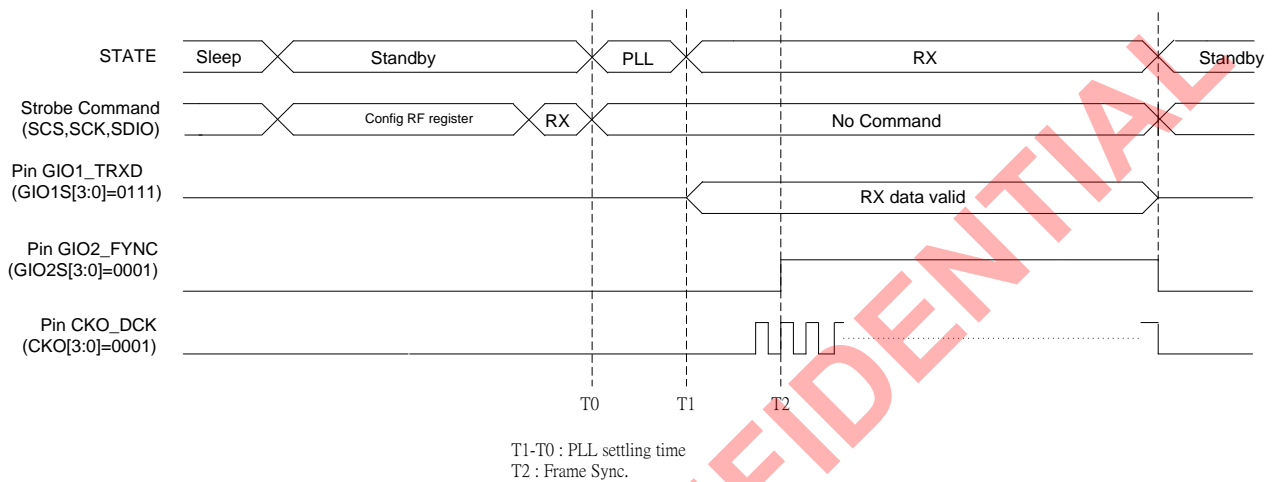 STATE Sleep Standby PLL RX Standby
Strobe Command
(SCS,SCK,SDIO) Config RF register RX No Command
Pin GIO1_TRXD
(GIO1S[3:0]=0111) RX data valid
Pin GIO2_FYNC
(GIO2S[3:0]=0001)
Pin CKO_DCK
(CKO[3:0]=0001)
T0 T1 T2
T1-T0 : PLL settling time
T2 : Frame Sync.
FIDENTIAL